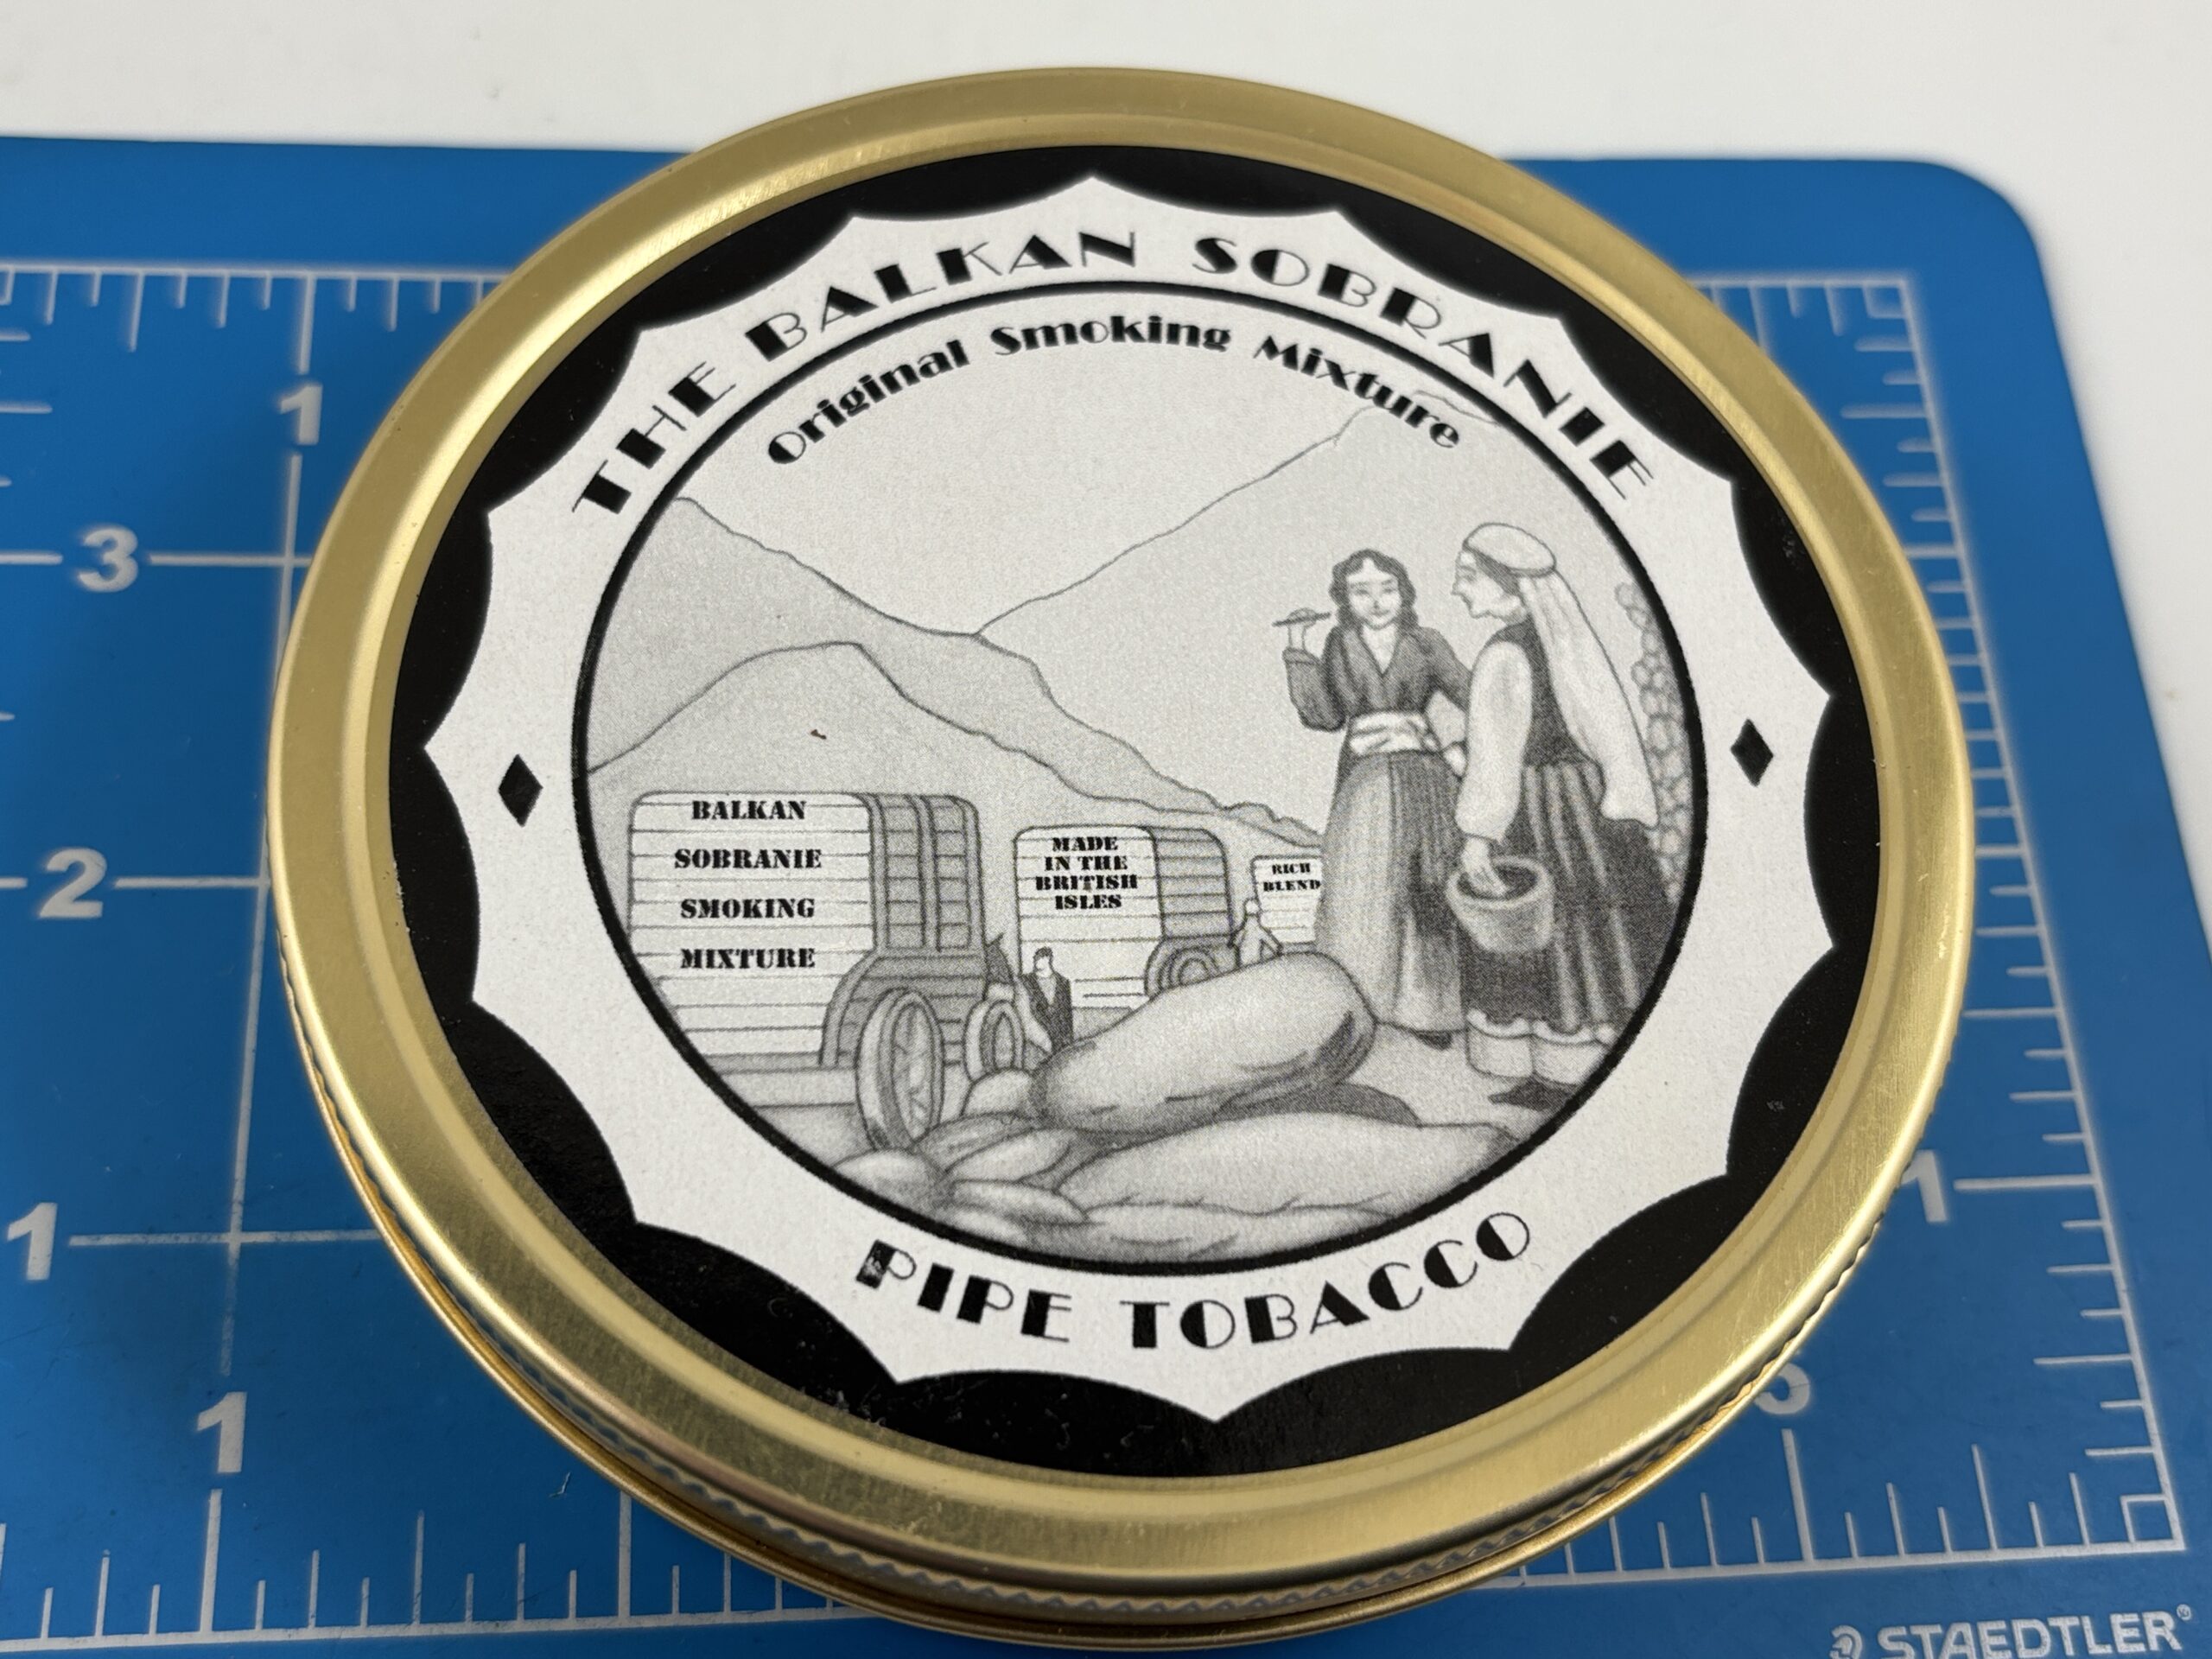 THE BALKAN SOBRANIE
Original Smoking Mixture
BALKAN
SOBRANIE
SMOKING
MIXTURE
MADE
IN THE
BRITISH
ISLES
RICH
BLEND
PIPE TOBACCO
1
3
2
1
1
1
STAEDTLER®